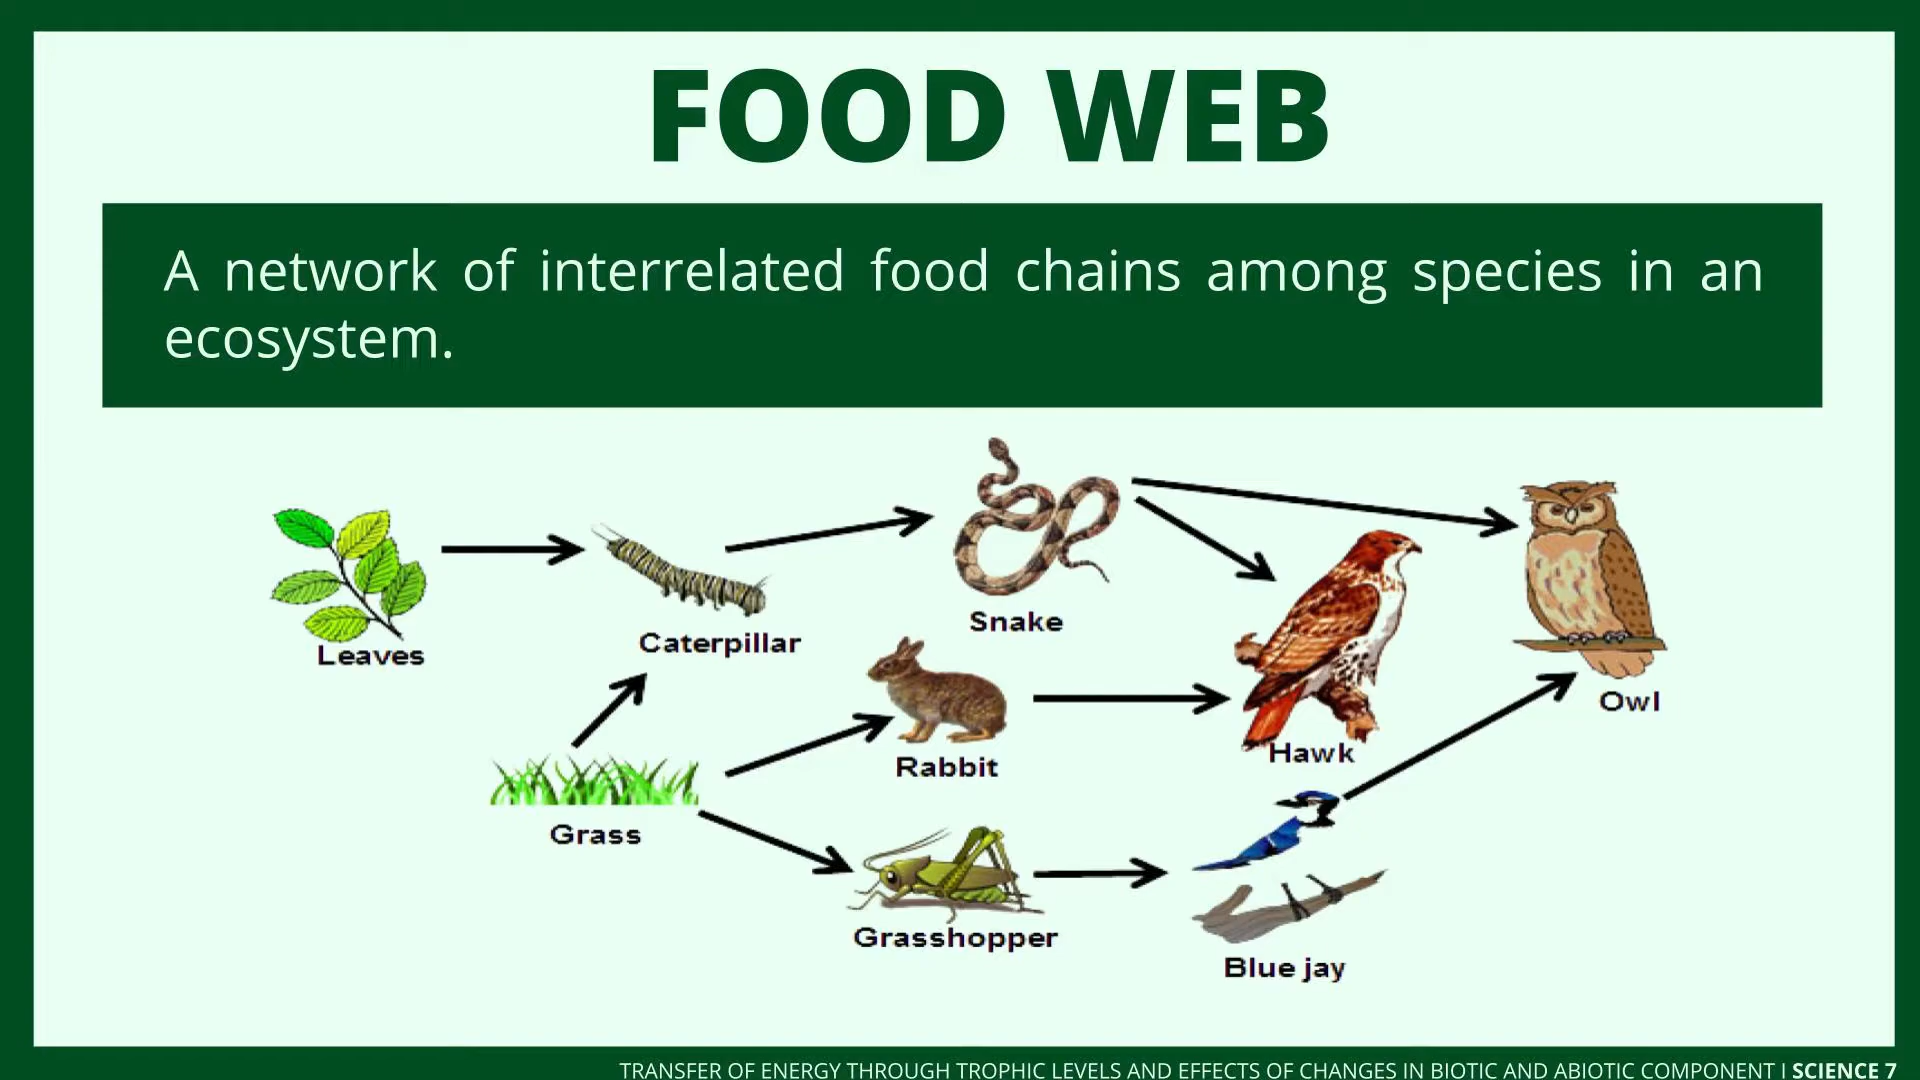 FOOD WEB
A network of interrelated food chains among species in an
ecosystem.
Snake
Leaves
Caterpillar
Owl
Hawk
Rabbit
Grass
Grasshopper
Blue jay
TRANSFER OF ENERGY THROUGH TROPHIC LEVELS AND EFFECTS OF CHANGES IN BIOTIC AND ABIOTIC COMPONENT | SCIENCE 7